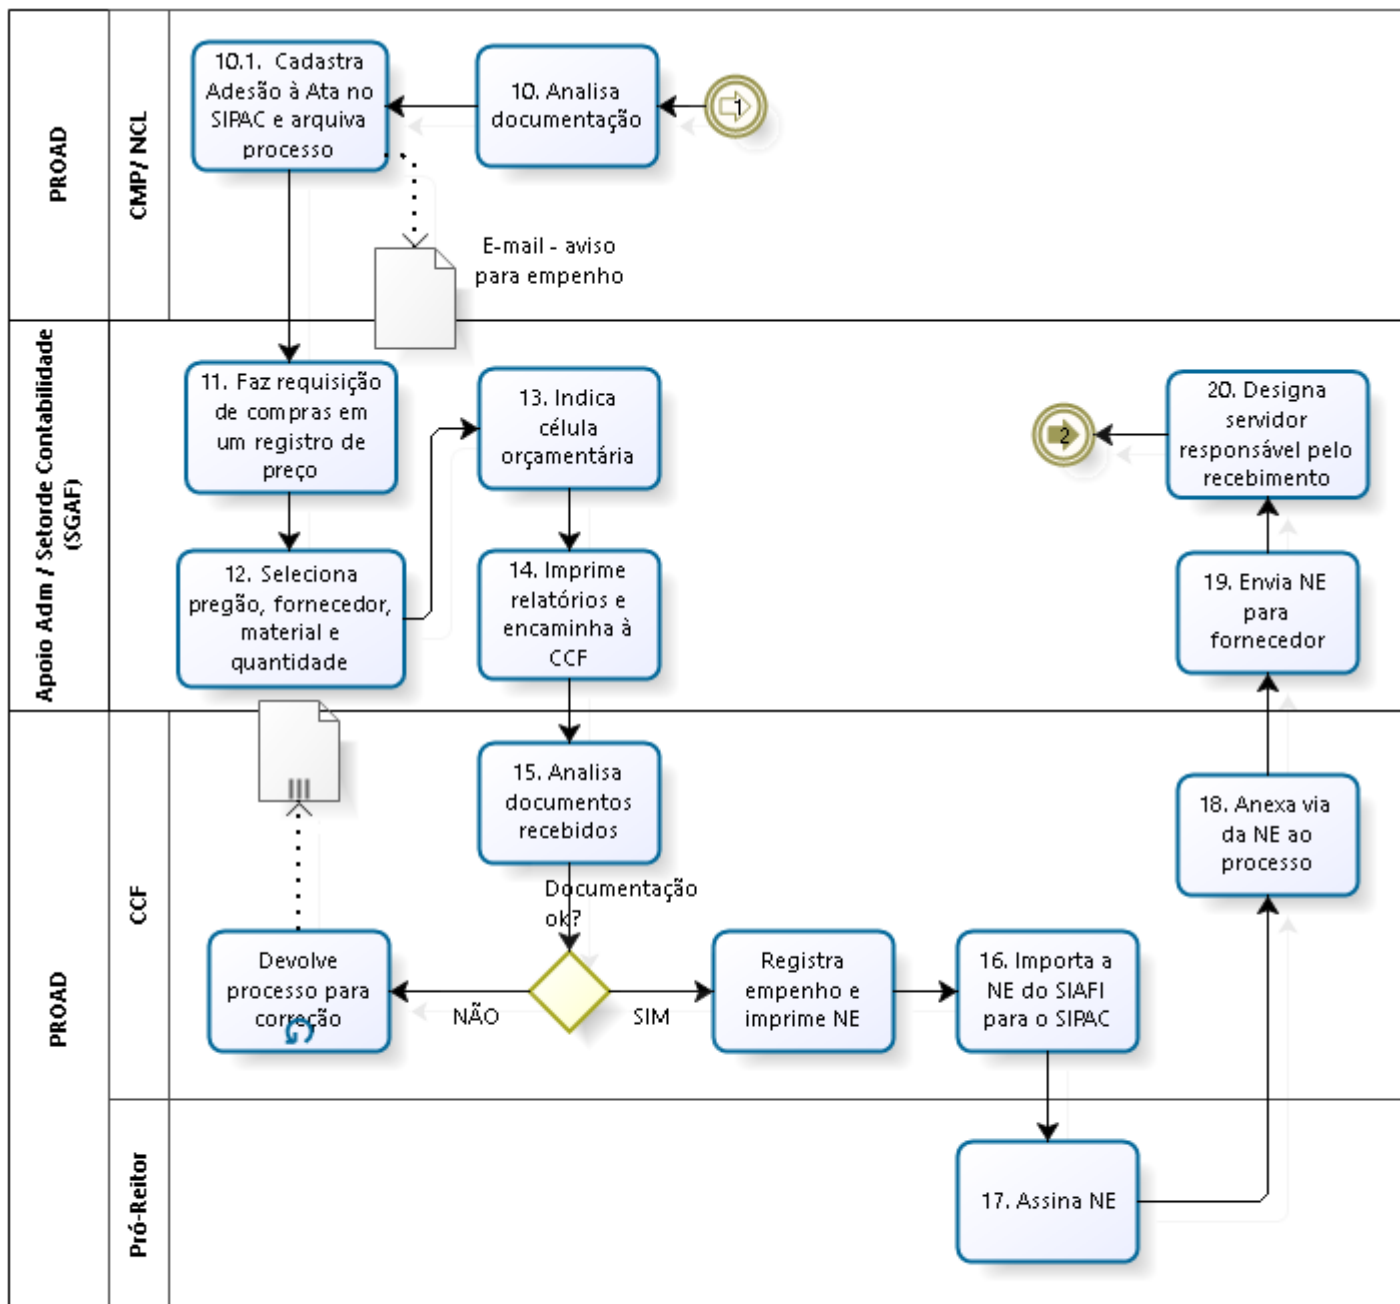 PROAD
CMP/ NCL
10.1. Cadastra
Adesão à Ata no
SIPAC e arquiva
processo
10. Analisa
documentação
1
E-mail - aviso
para empenho
Apoio Adm / Setorde Contabilidade
(SGAF)
11. Faz requisição
de compras em
um registro de
preço
12. Seleciona
pregão, fornecedor,
material e
quantidade
13. Indica
célula
orçamentária
14. Imprime
relatórios e
encaminha à
CCF
2
20. Designa
servidor
responsável pelo
recebimento
19. Envia NE
para
fornecedor
PROAD
CCF
15. Analisa
documentos
recebidos
Documentação
ok?
Devolve
processo para
correção
NÃO
SIM
Registra
empenho e
imprime NE
16. Importa a
NE do SIAFI
para o SIPAC
18. Anexa via
da NE ao
processo
Pró-Reitor
17. Assina NE